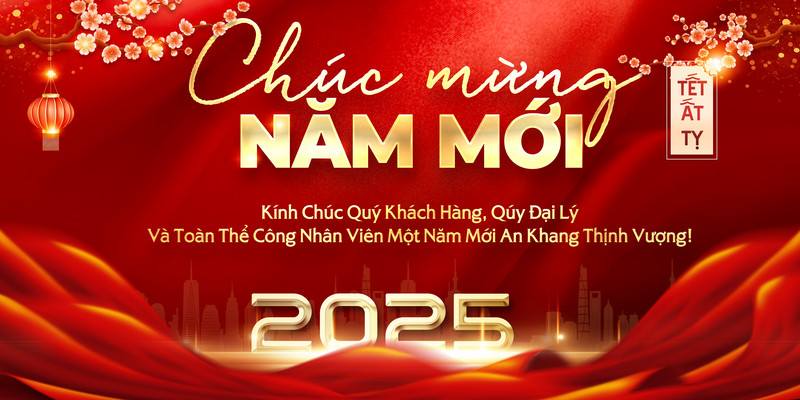 Chúc mừng
NĂM MỚI
TẾT
ẤT
TỴ
Kính Chúc Quý Khách Hàng, Qúy Đại Lý
Và Toàn Thể Công Nhân Viên Một Năm Mới An Khang Thịnh Vượng!
2025